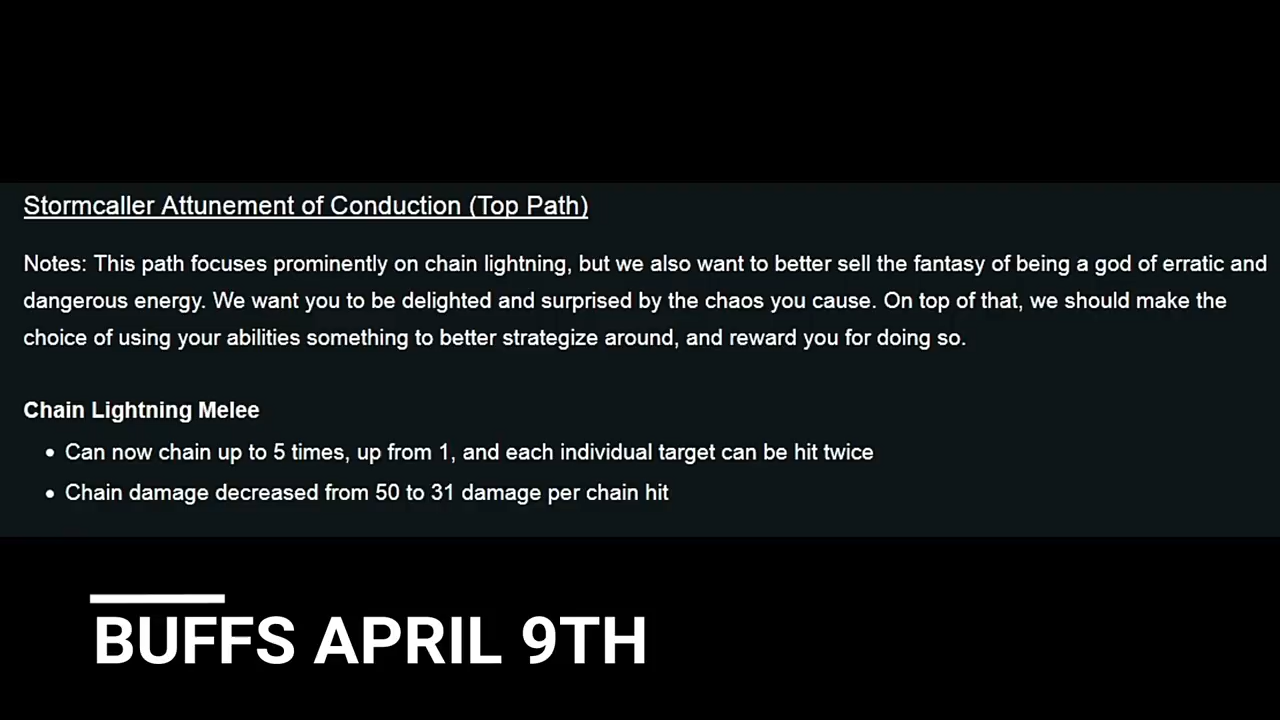 Stormcaller Attunement of Conduction (Top Path)
Notes: This path focuses prominently on chain lightning, but we also want to better sell the fantasy of being a god of erratic and
dangerous energy. We want you to be delighted and surprised by the chaos you cause. On top of that, we should make the
choice of using your abilities something to better strategize around, and reward you for doing so.
Chain Lightning Melee
• Can now chain up to 5 times, up from 1, and each individual target can be hit twice
• Chain damage decreased from 50 to 31 damage per chain hit
BUFFS APRIL 9TH